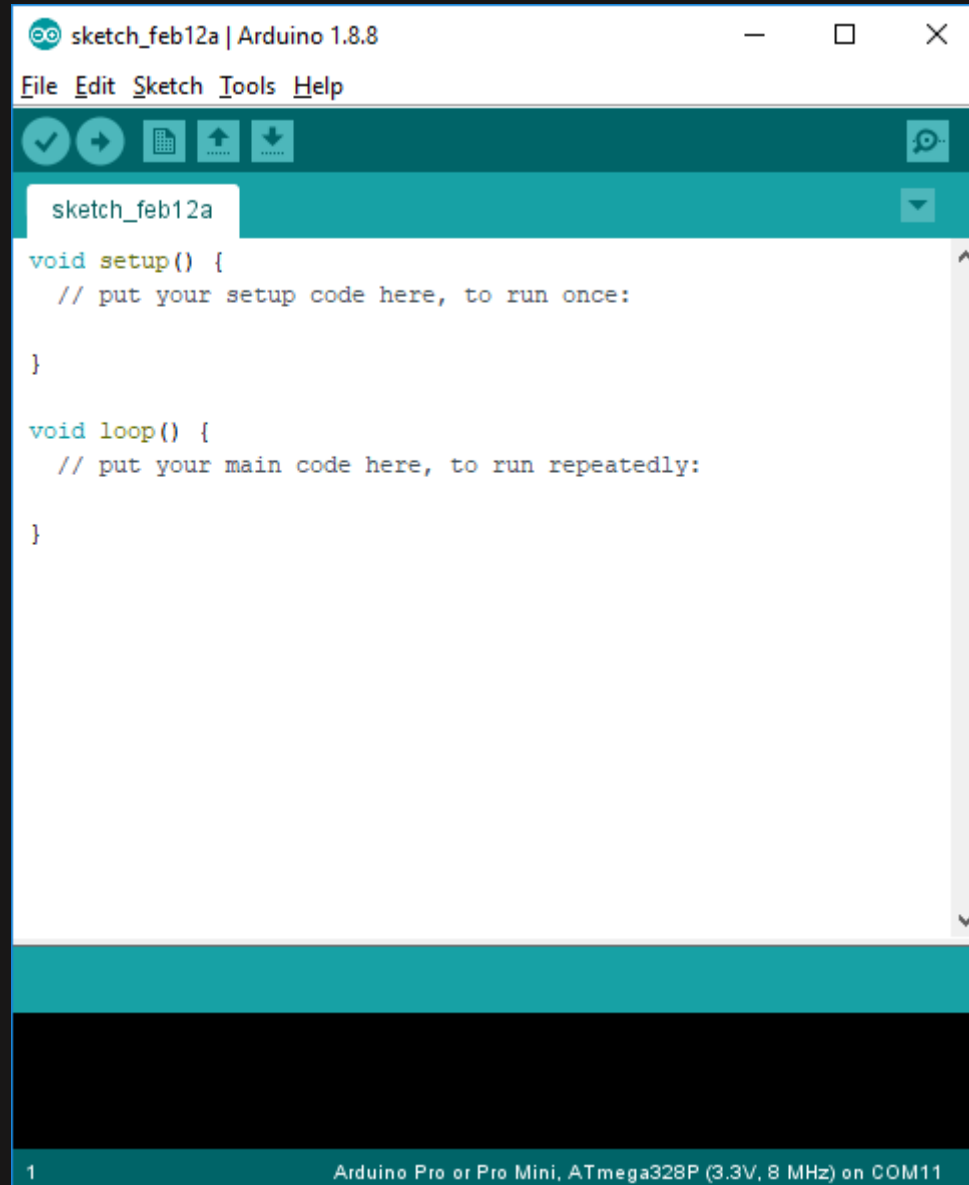 sketch_feb12a | Arduino 1.8.8
File Edit Sketch Tools Help
sketch_feb12a
void setup() {
  // put your setup code here, to run once:

}

void loop() {
  // put your main code here, to run repeatedly:

}
1 Arduino Pro or Pro Mini, ATmega328P (3.3V, 8 MHz) on COM11